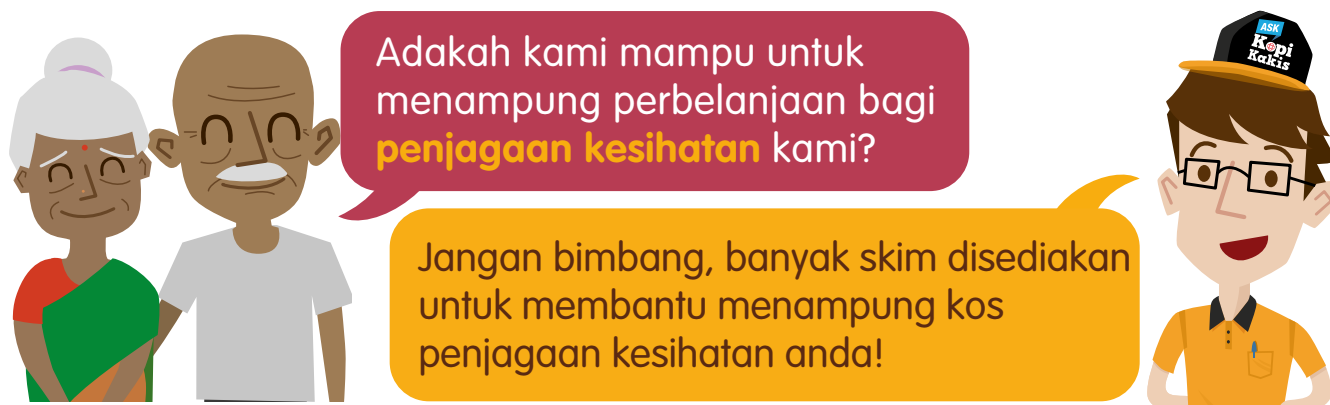 Adakah kami mampu untuk
menampung perbelanjaan bagi
penjagaan kesihatan kami?
ASK
Kopi
Kakis
Jangan bimbang, banyak skim disediakan
untuk membantu menampung kos
penjagaan kesihatan anda!